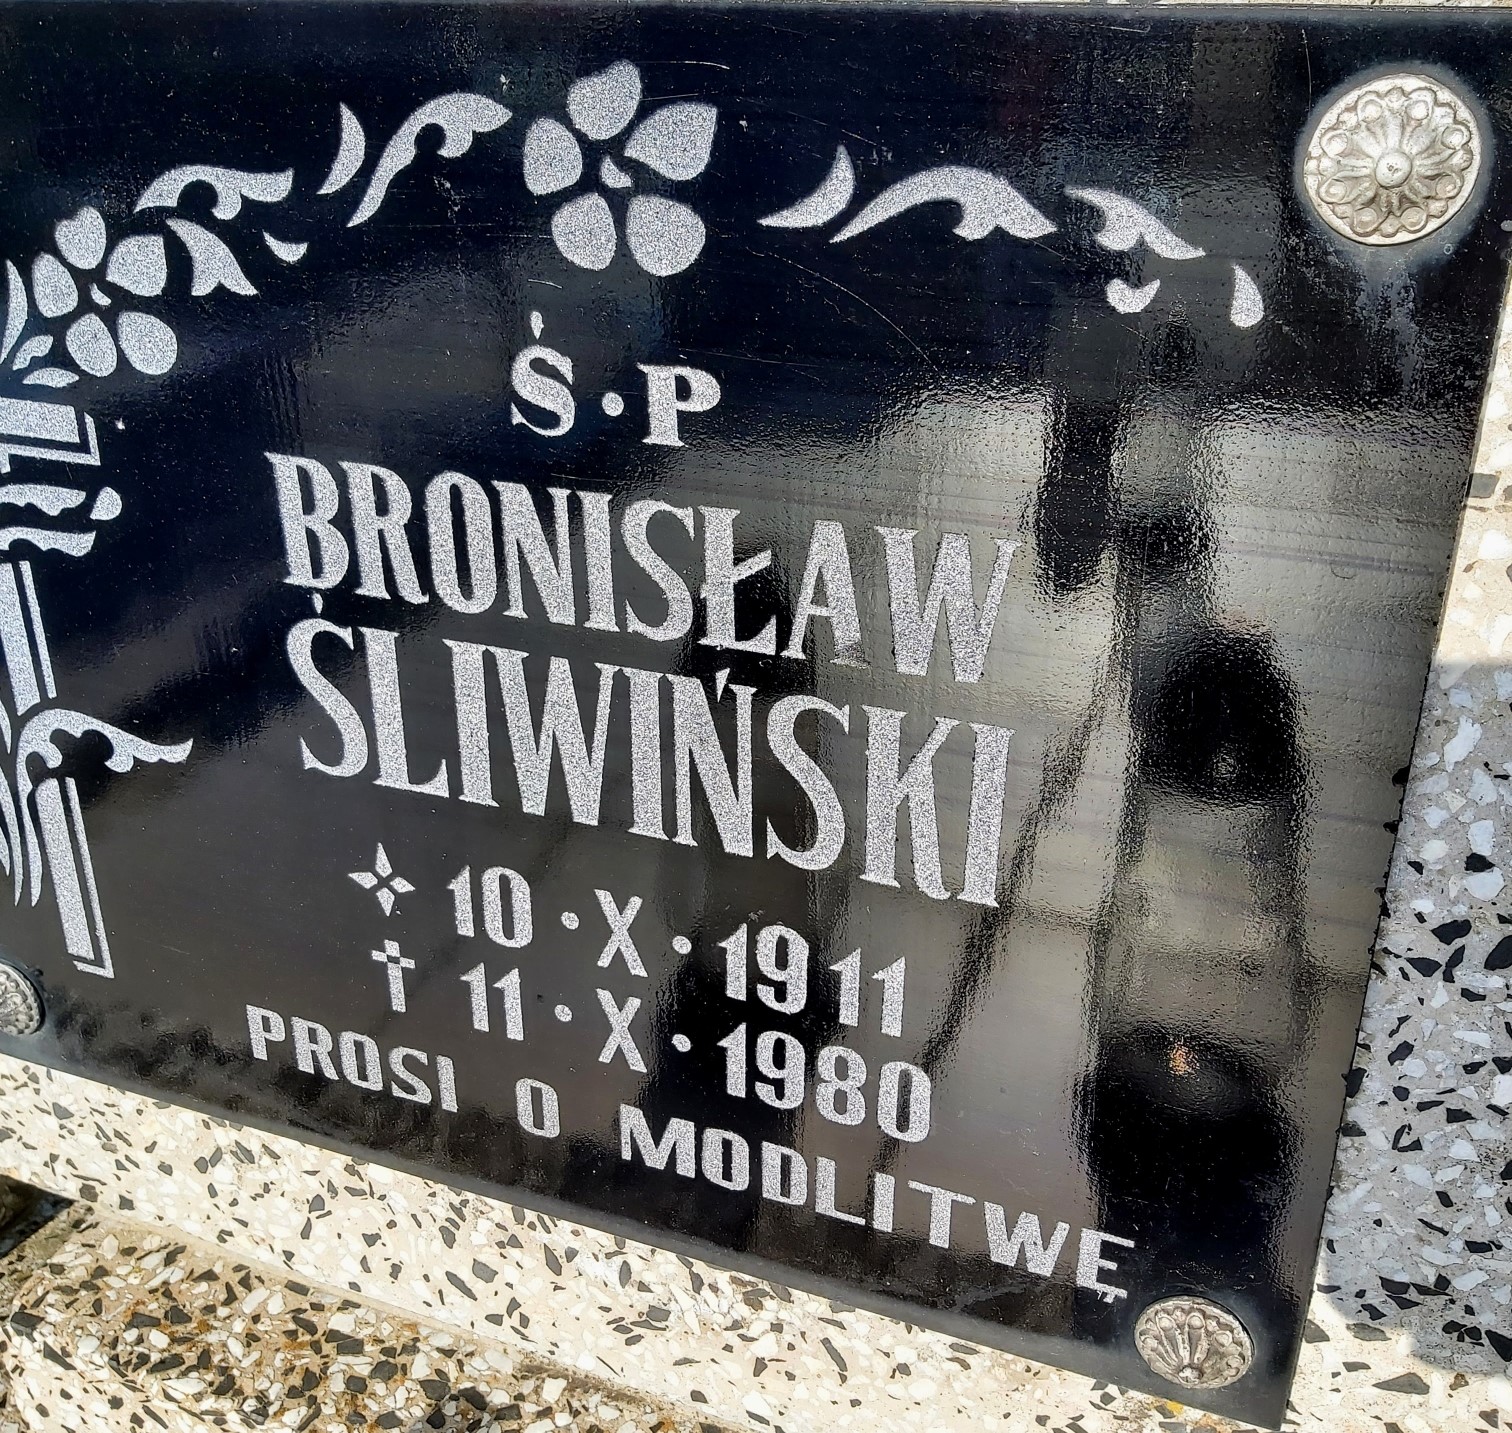 Ś·P
BRONISŁAW
ŚLIWIŃSKI
10·X·1911
† 11·X·1980
PROSI O MODLITWĘ